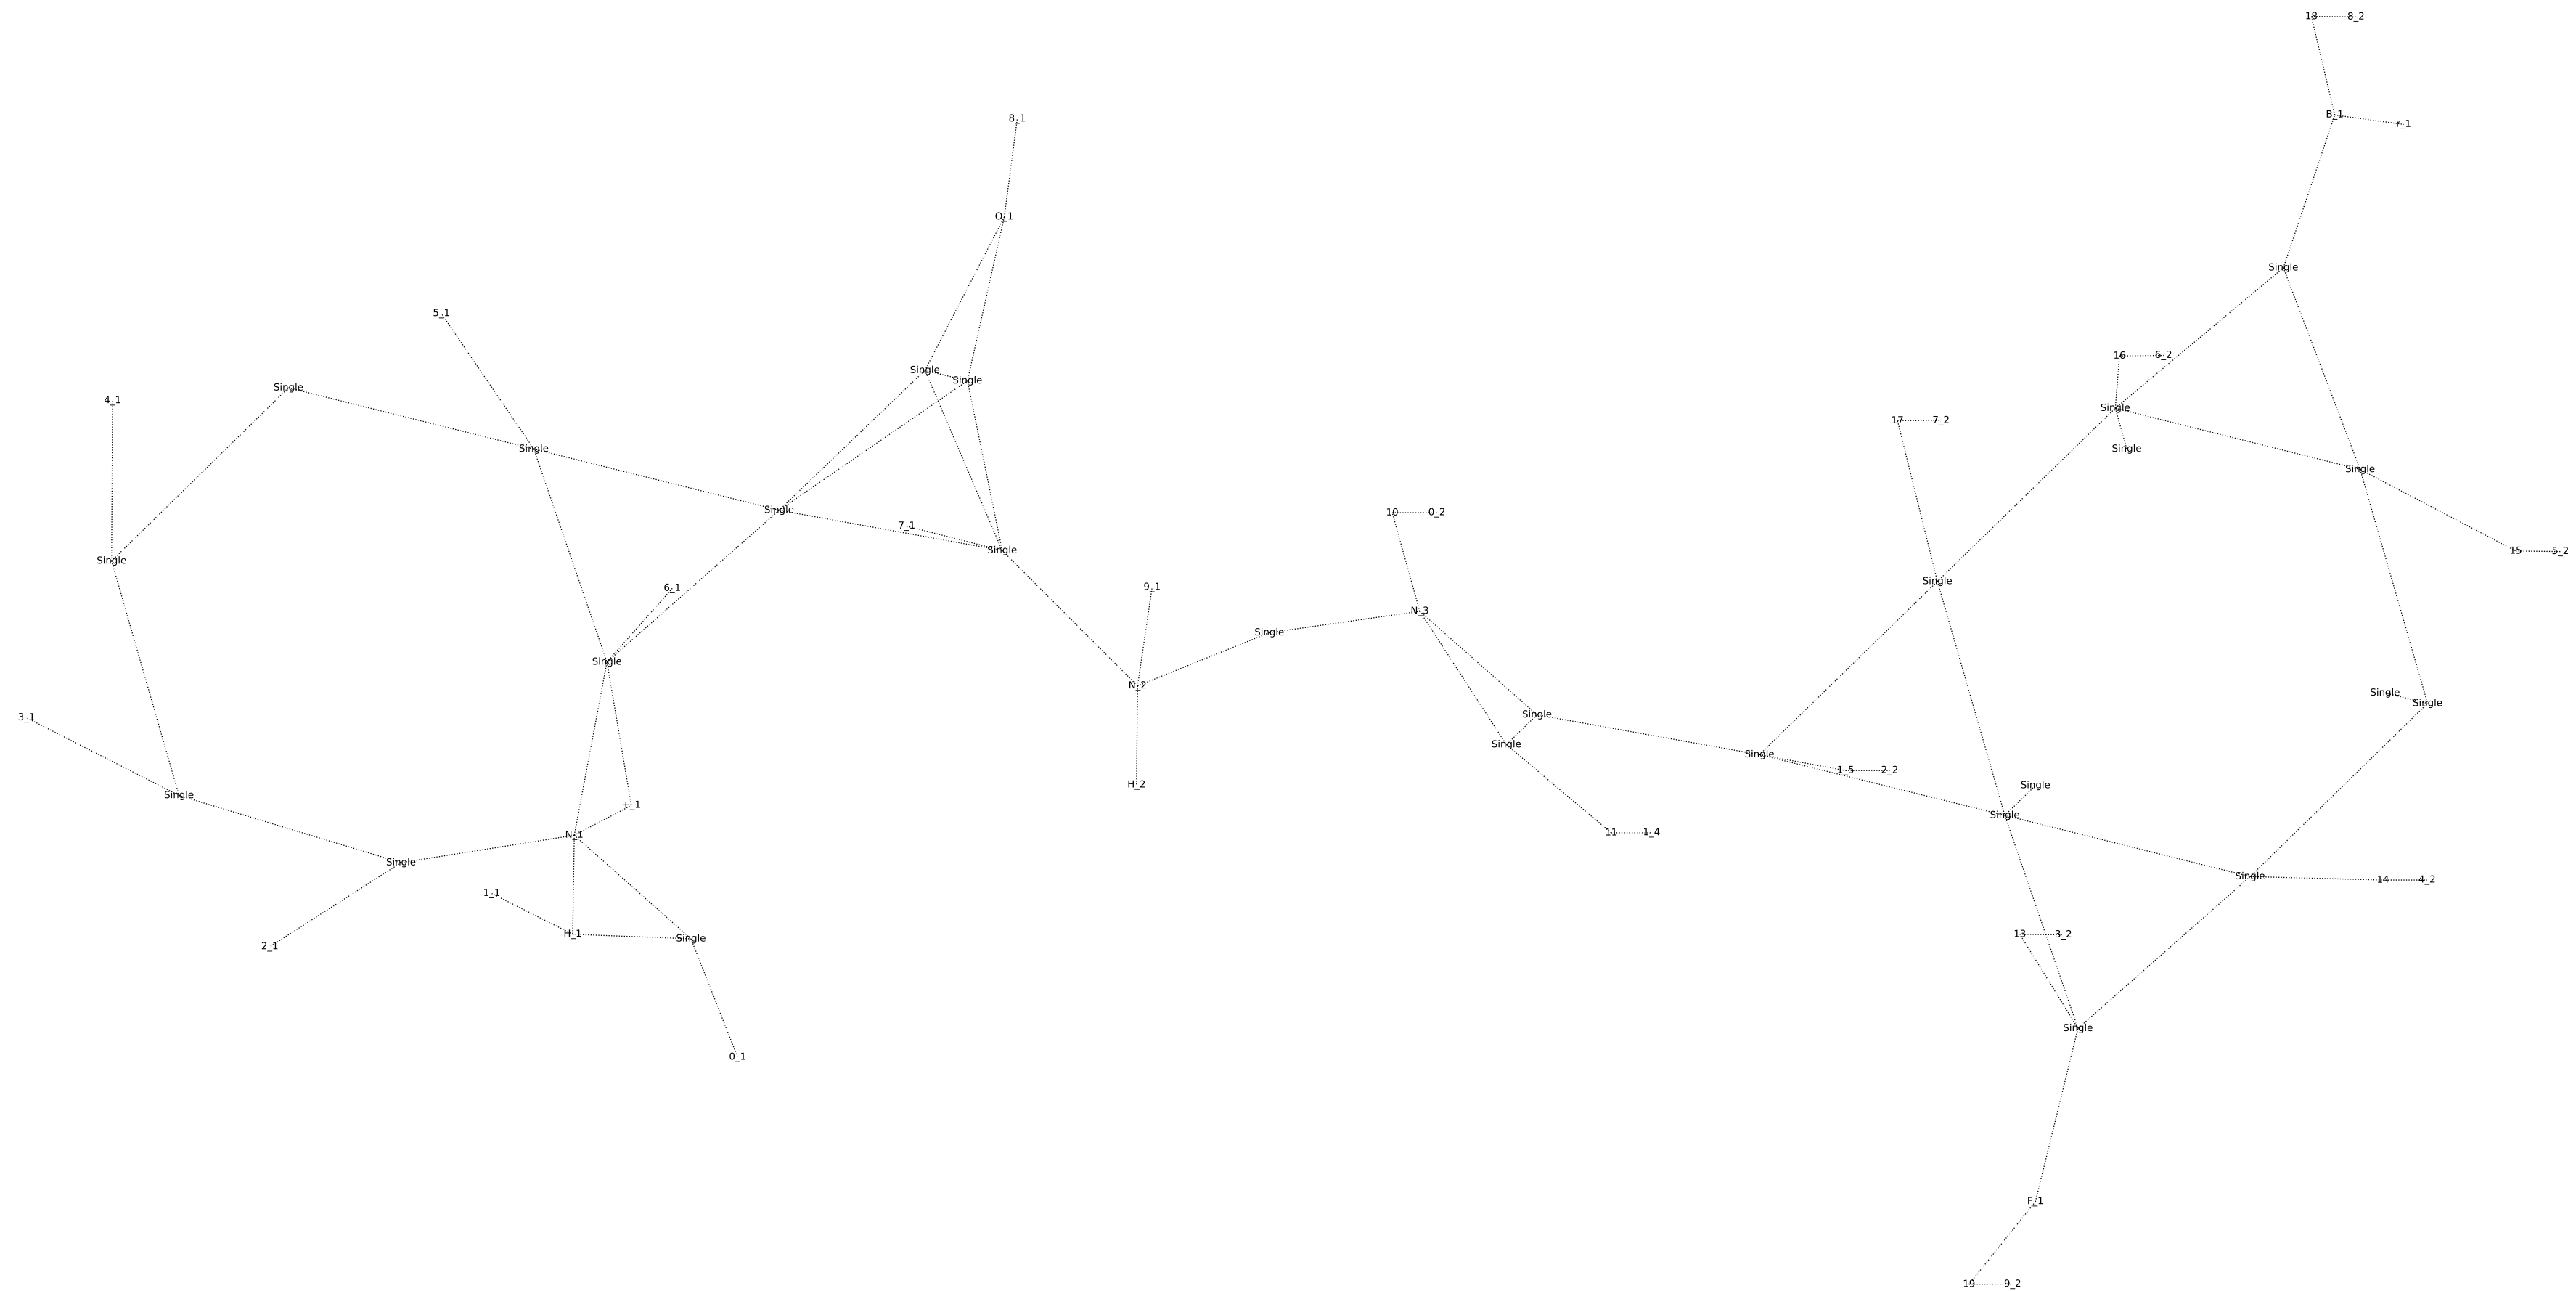 18 8_2
B_1 r_1
8_1
O_1
Single
5_1
16 6_2
Single Single
Single
4_1
Single
17 7_2
Single Single
Single
Single 10 0_2
7_1
Single 15 5_2
Single
Single
6_1 9_1
N_3
Single
Single
N_2
Single Single
3_1 Single
Single
Single
1_5 2_2
H_2 Single
Single
+_1
Single
11 1_4
N_1
Single
Single
14 4_2
1_1
H_1 13 3_2
Single
2_1
Single
0_1
F_1
19 9_2